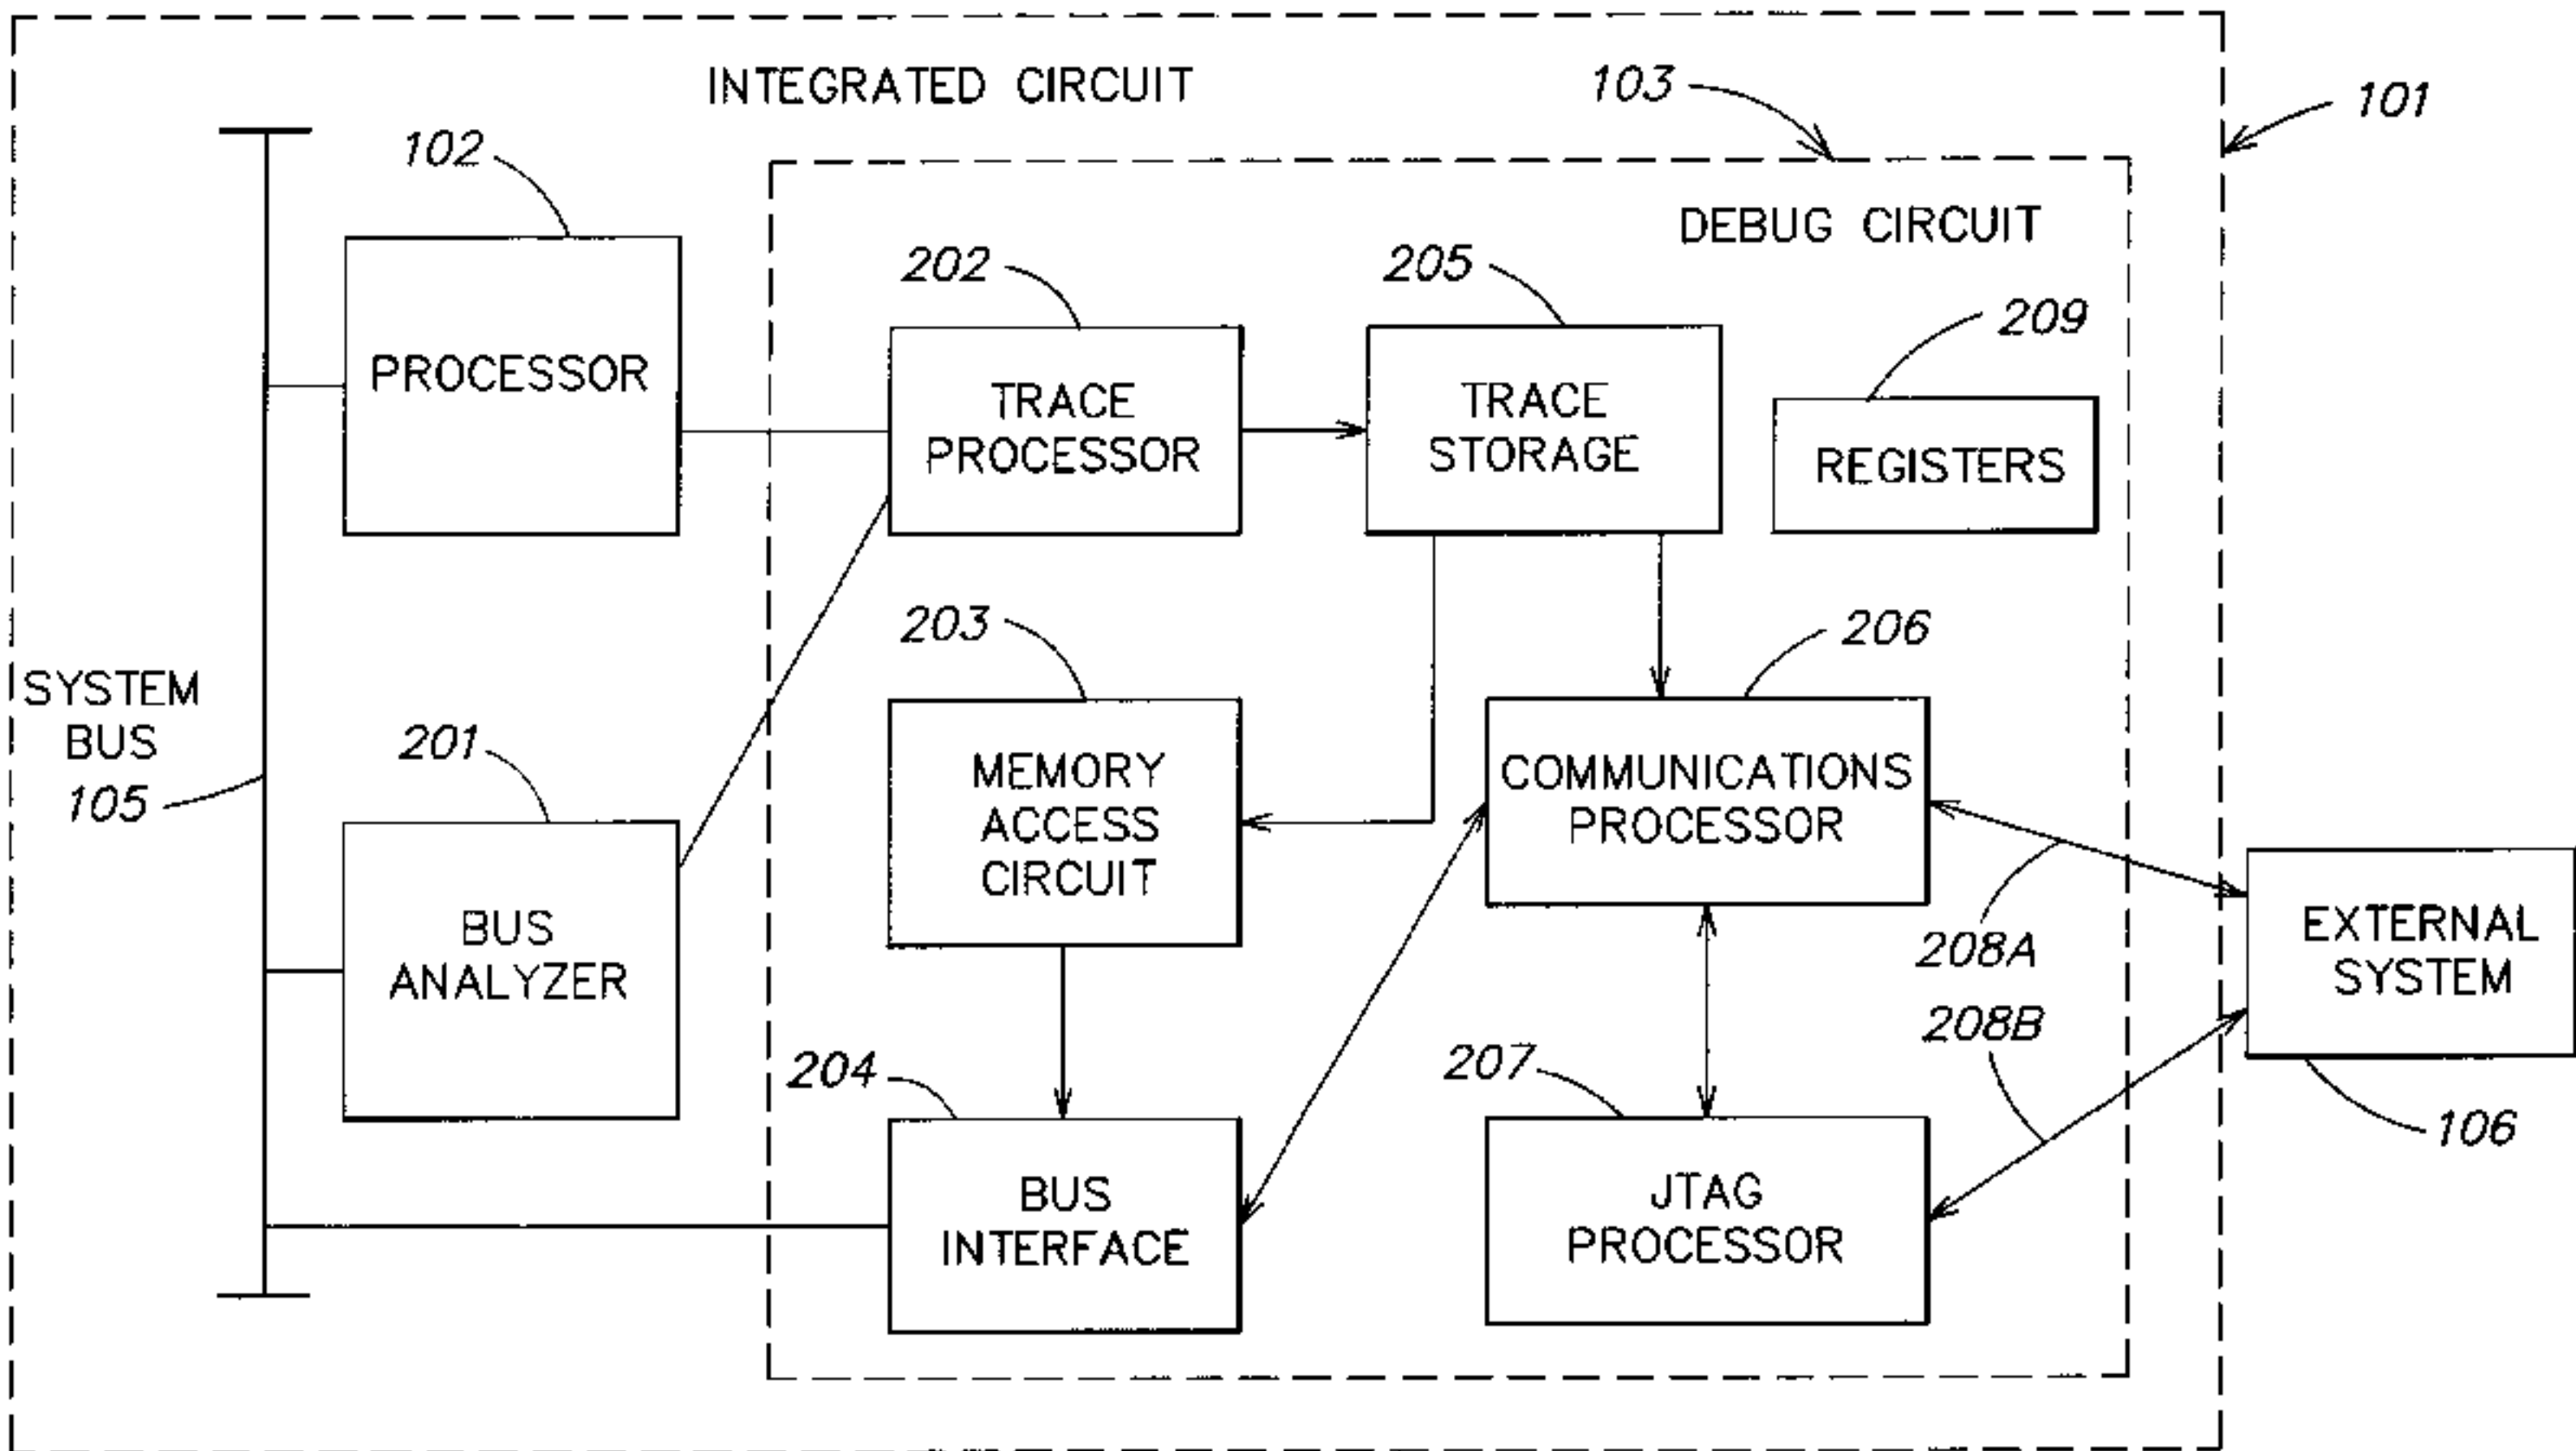 INTEGRATED CIRCUIT
103
101
102
DEBUG CIRCUIT
202
205
209
PROCESSOR
TRACE
PROCESSOR
TRACE
STORAGE
REGISTERS
203
206
SYSTEM
BUS
105
201
MEMORY
ACCESS
CIRCUIT
COMMUNICATIONS
PROCESSOR
BUS
ANALYZER
208A
EXTERNAL
SYSTEM
204
207
208B
106
BUS
INTERFACE
JTAG
PROCESSOR